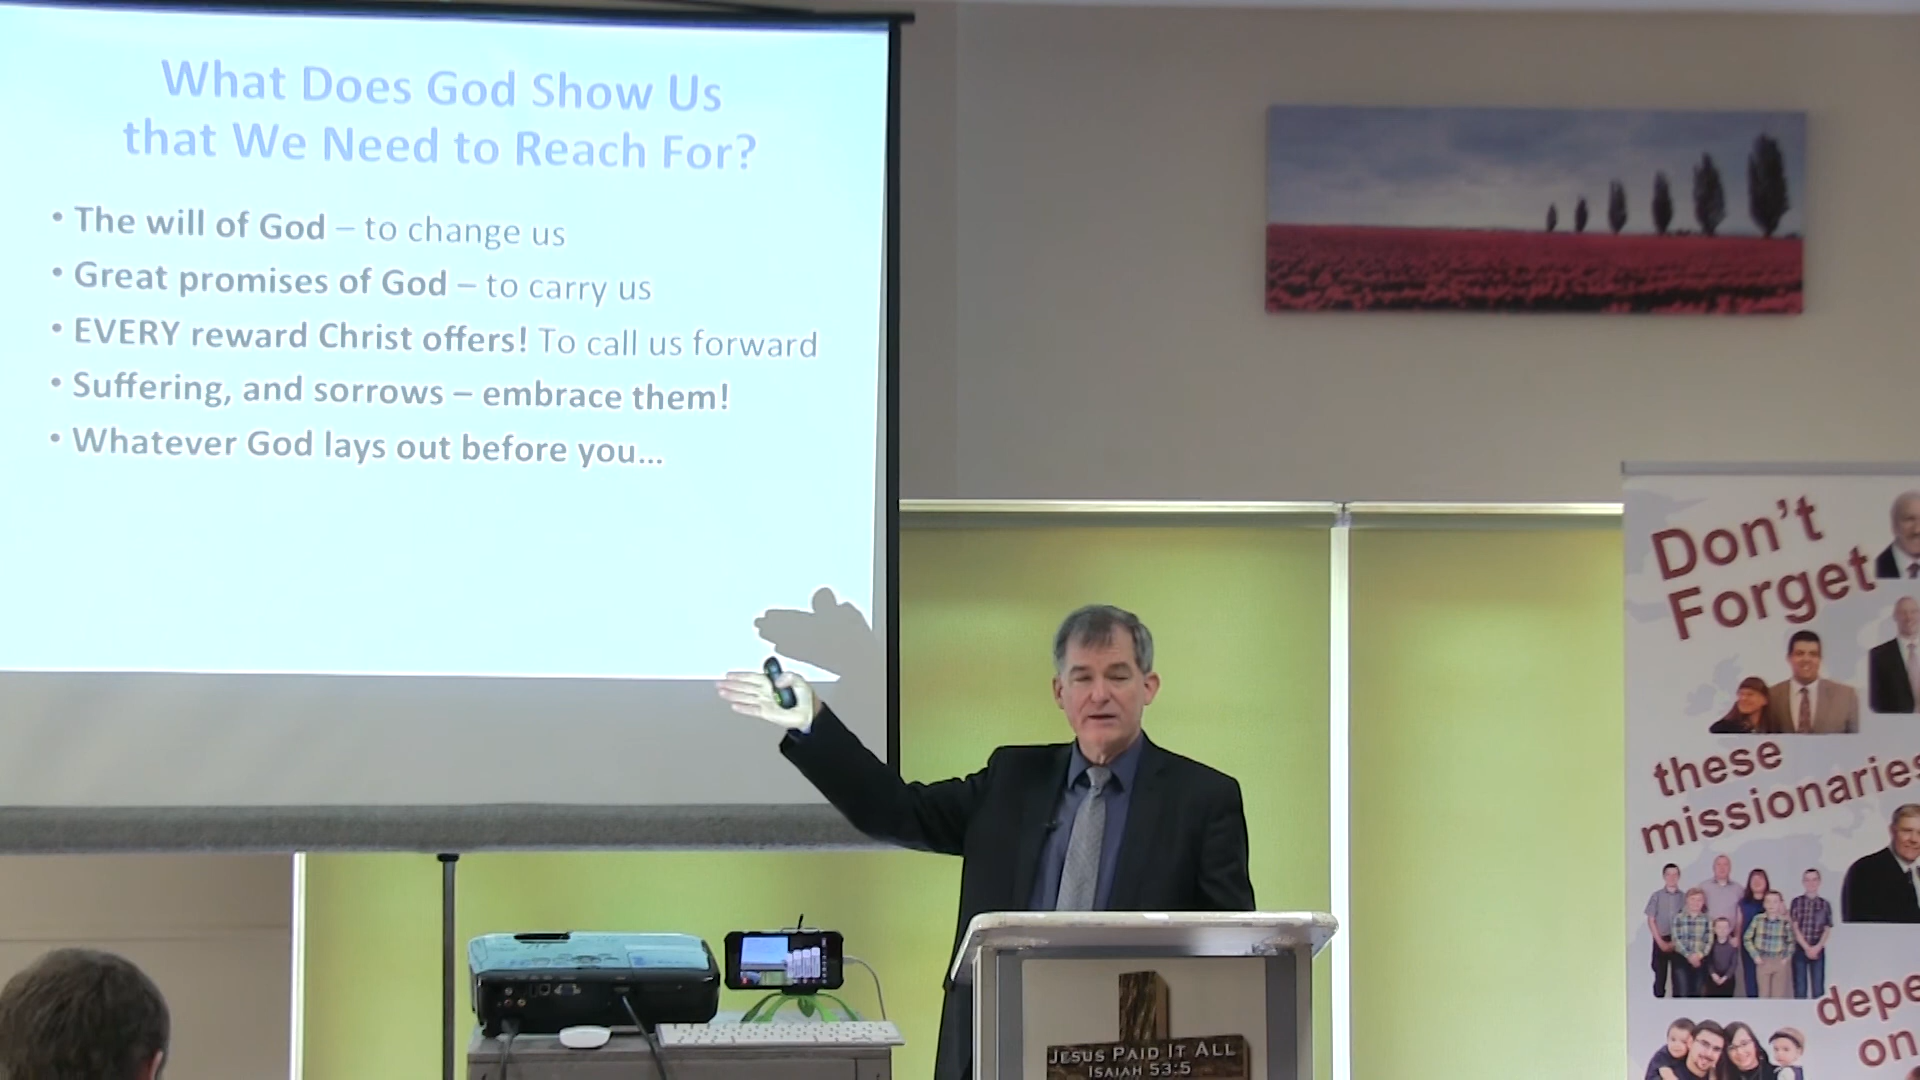 What Does God Show Us
that We Need to Reach For?
• The will of God – to change us
• Great promises of God – to carry us
• EVERY reward Christ offers! To call us forward
• Suffering, and sorrows – embrace them!
• Whatever God lays out before you...
Don't
Forget
these
missionaries
depe
on
JESUS PAID IT ALL
ISAIAH 53:5